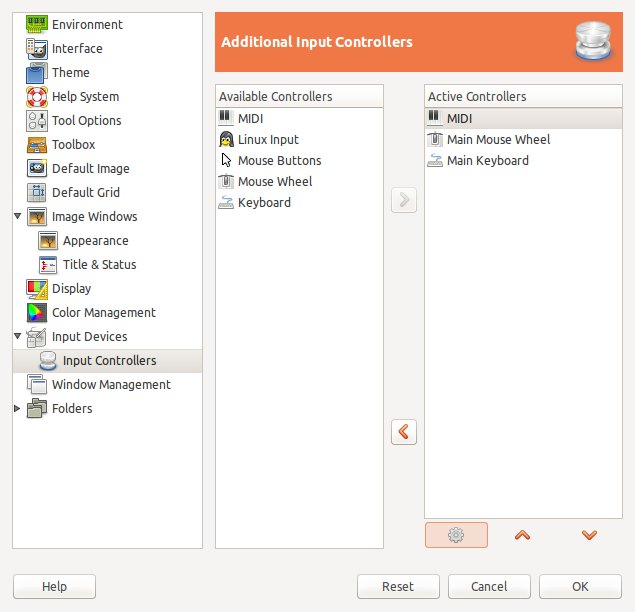 Environment
Interface
Theme
Help System
Tool Options
Toolbox
Default Image
Default Grid
Image Windows
Appearance
Title & Status
Display
Color Management
Input Devices
Input Controllers
Window Management
Folders
Additional Input Controllers
Available Controllers
MIDI
Linux Input
Mouse Buttons
Mouse Wheel
Keyboard
Active Controllers
MIDI
Main Mouse Wheel
Main Keyboard
Help
Reset
Cancel
OK